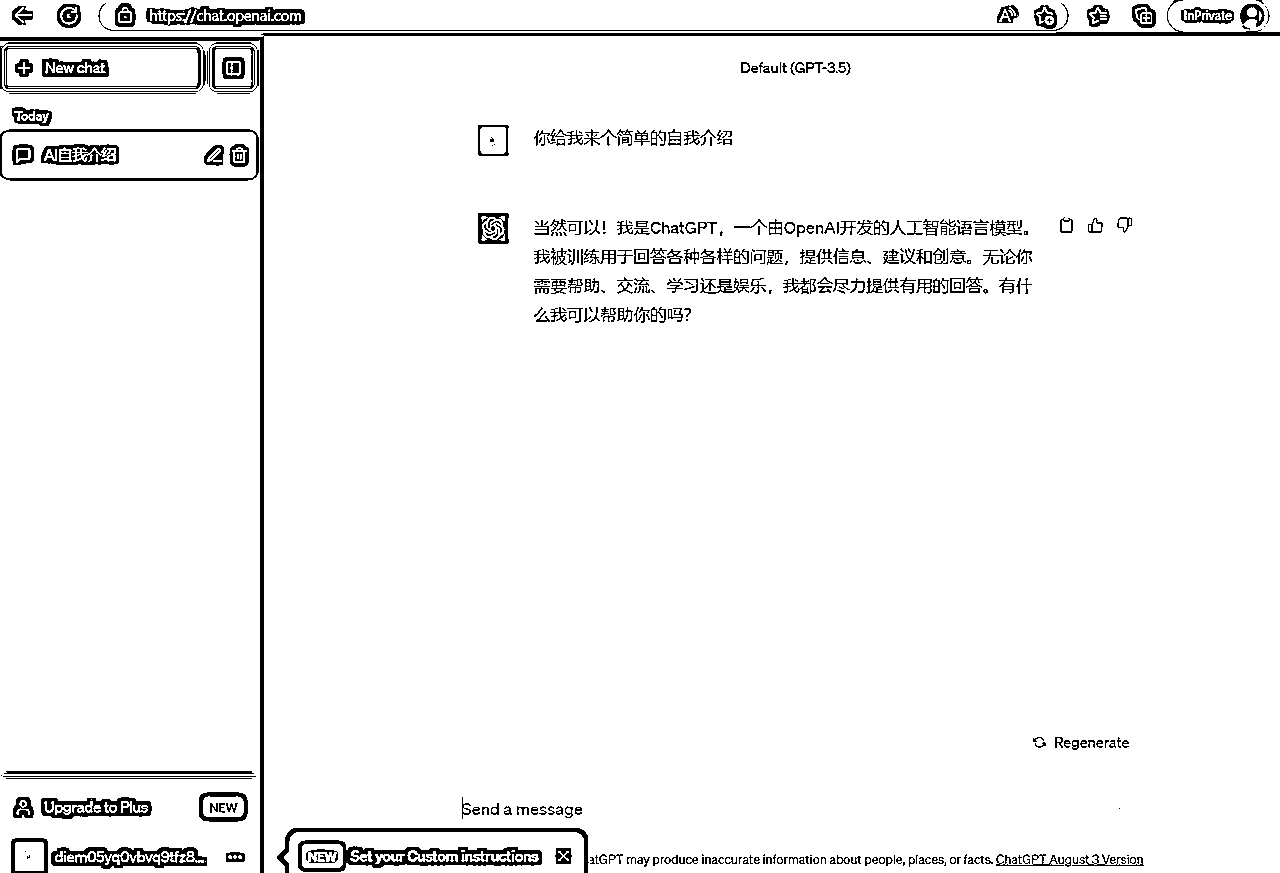 https://chat.openai.com
InPrivate
New chat
Today
AI自我介绍
Default (GPT-3.5)
你给我来个简单的自我介绍
当然可以！我是ChatGPT，一个由OpenAI开发的人工智能语言模型。
我被训练用于回答各种各样的问题，提供信息、建议和创意。无论你
需要帮助、交流、学习还是娱乐，我都会尽力提供有用的回答。有什
么我可以帮助你的吗？
Regenerate
Send a message
Upgrade to Plus NEW
diem05yq0vbvq9tfz8...
NEW Set your Custom instructions
atGPT may produce inaccurate information about people, places, or facts. ChatGPT August 3 Version